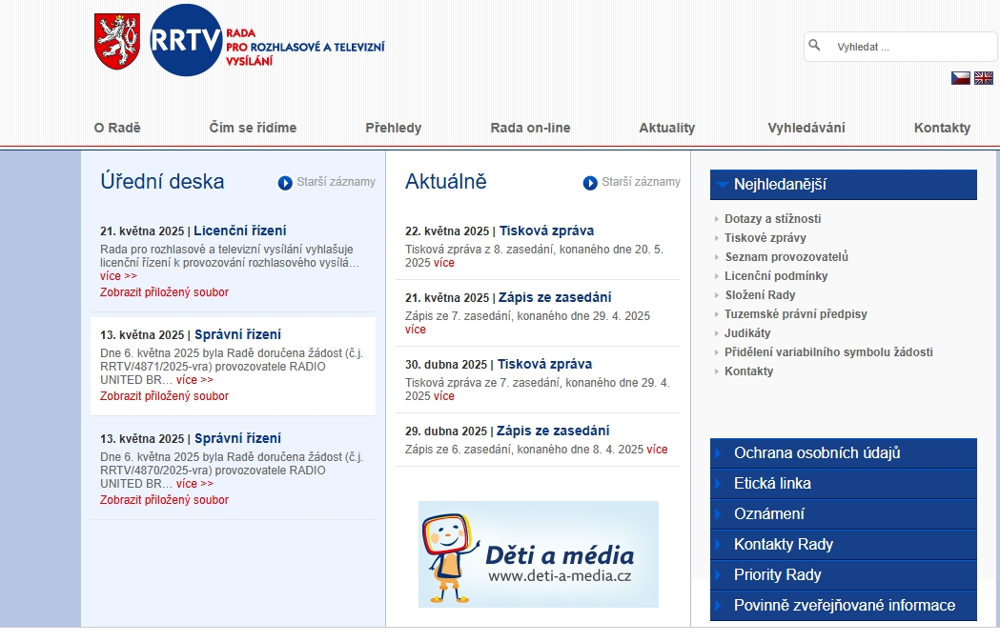 RRTV
RADA
PRO ROZHLASOVÉ A TELEVIZNÍ
VYSÍLÁNÍ
Vyhledat ...
O Radě
Čím se řídíme
Přehledy
Rada on-line
Aktuality
Vyhledávání
Kontakty
Úřední deska
Starší záznamy
21. května 2025 | Licenční řízení
Rada pro rozhlasové a televizní vysílání vyhlašuje
licenční řízení k provozování rozhlasového vysílá…
více >>
Zobrazit přiložený soubor
13. května 2025 | Správní řízení
Dne 6. května 2025 byla Radě doručena žádost (č.j.
RRTV/4871/2025-vra) provozovatele RADIO
UNITED BR… více >>
Zobrazit přiložený soubor
13. května 2025 | Správní řízení
Dne 6. května 2025 byla Radě doručena žádost (č.j.
RRTV/4870/2025-vra) provozovatele RADIO
UNITED BR… více >>
Zobrazit přiložený soubor
Aktuálně
Starší záznamy
22. května 2025 | Tisková zpráva
Tisková zpráva z 8. zasedání, konaného dne 20. 5.
2025 více
21. května 2025 | Zápis ze zasedání
Zápis ze 7. zasedání, konaného dne 29. 4. 2025
více
30. dubna 2025 | Tisková zpráva
Tisková zpráva ze 7. zasedání, konaného dne 29. 4.
2025 více
29. dubna 2025 | Zápis ze zasedání
Zápis ze 6. zasedání, konaného dne 8. 4. 2025 více
Děti a média
www.deti-a-media.cz
Nejhledanější
Dotazy a stížnosti
Tiskové zprávy
Seznam provozovatelů
Licenční podmínky
Složení Rady
Tuzemské právní předpisy
Judikáty
Přidělení variabilního symbolu žádosti
Kontakty
Ochrana osobních údajů
Etická linka
Oznámení
Kontakty Rady
Priority Rady
Povinně zveřejňované informace